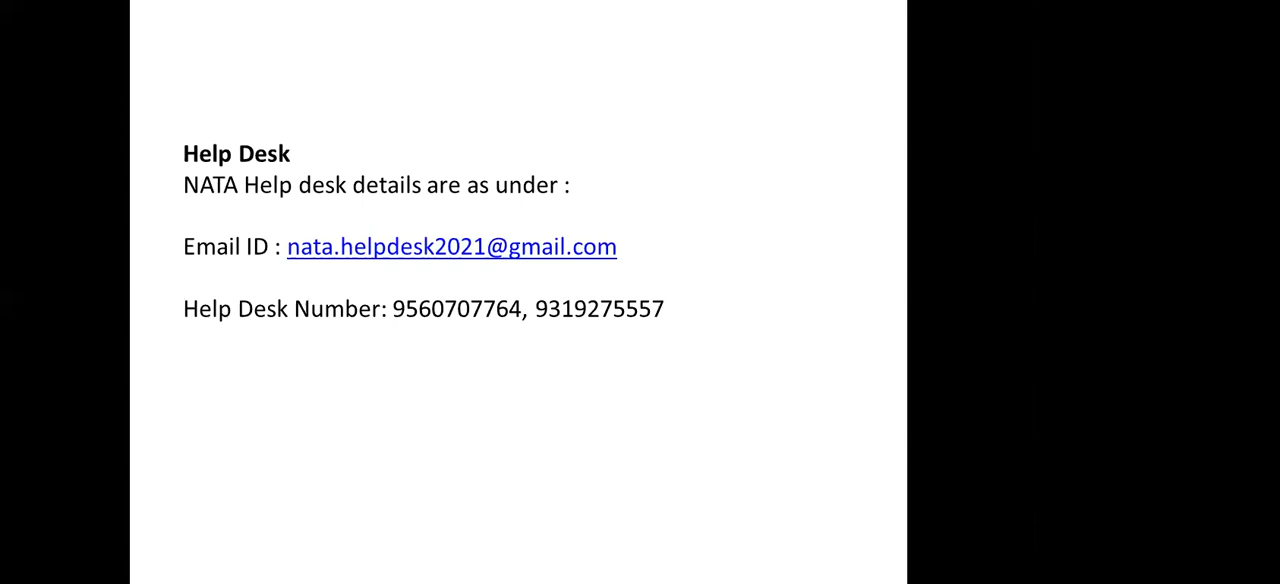 Help Desk
NATA Help desk details are as under :
Email ID : nata.helpdesk2021@gmail.com
Help Desk Number: 9560707764, 9319275557